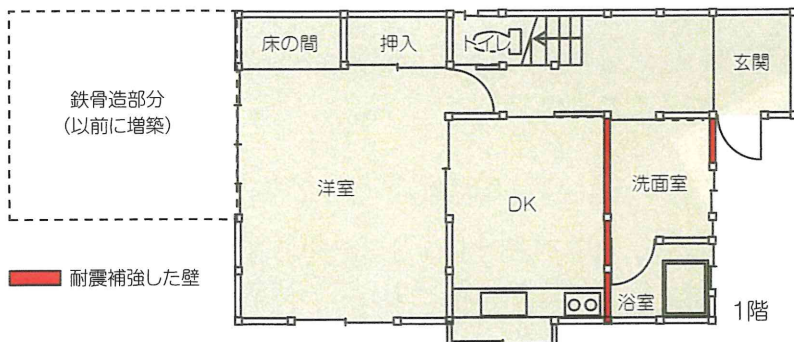 床の間
押入
トイレ
玄関
鉄骨造部分
(以前に増築)
洋室
DK
洗面室
耐震補強した壁
浴室
1階